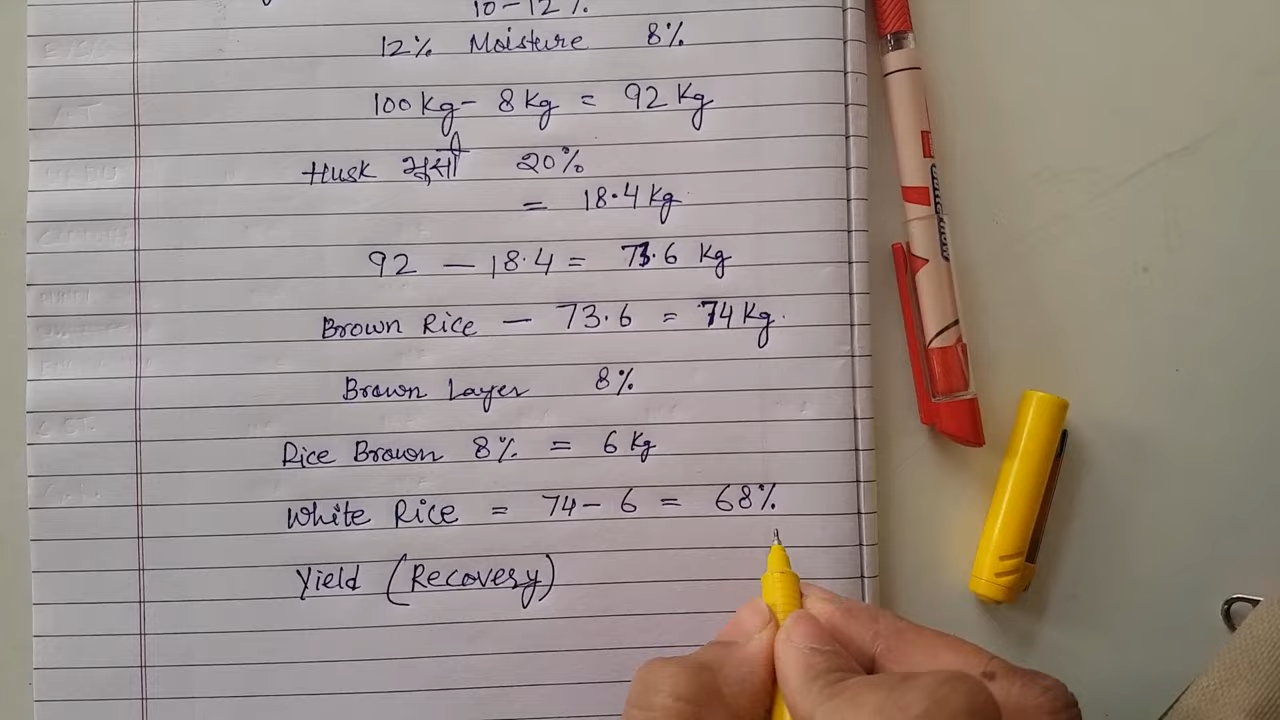 10-12%
12% Moisture 8%
100 Kg - 8 Kg = 92 Kg
Husk भूसी 20%
= 18.4 Kg
92 - 18.4 = 73.6 Kg
Brown Rice - 73.6 = 74 Kg.
Brown Layer 8%
Rice Brown 8% = 6 Kg
White Rice = 74 - 6 = 68%
Yield (Recovery)